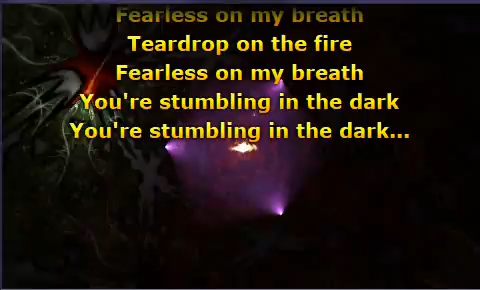 Fearless on my breath
Teardrop on the fire
Fearless on my breath
You're stumbling in the dark
You're stumbling in the dark...